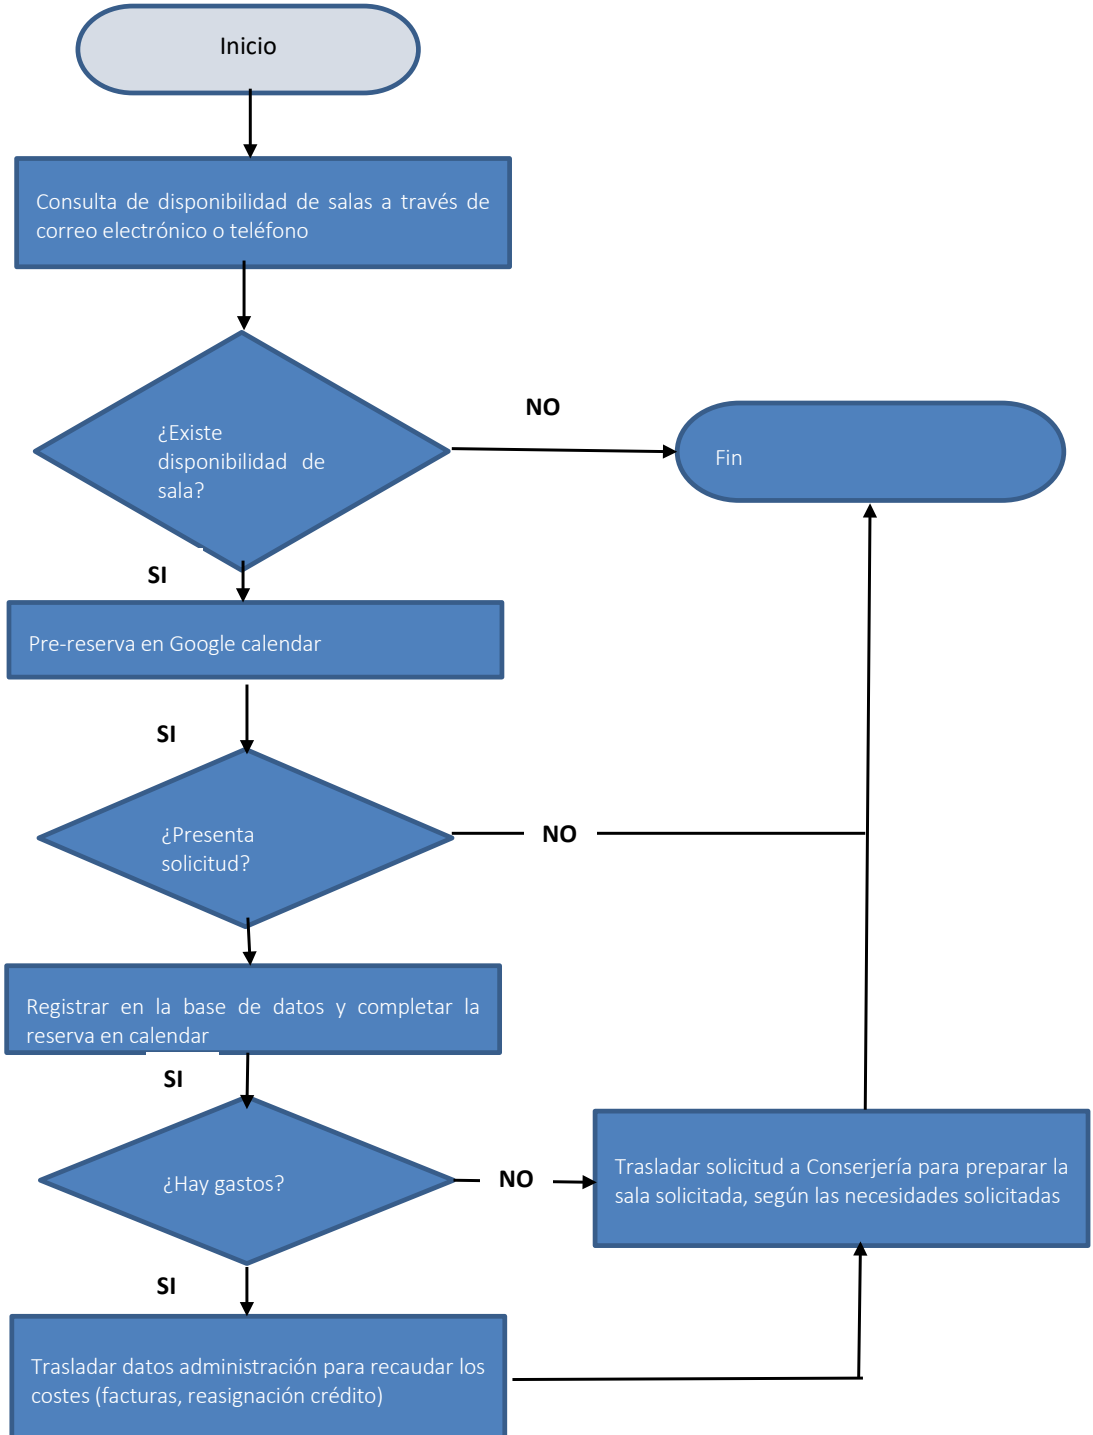 Inicio
Consulta de disponibilidad de salas a través de
correo electrónico o teléfono
NO
¿Existe
disponibilidad de
sala?
Fin
SI
Pre-reserva en Google calendar
SI
¿Presenta
solicitud?
NO
Registrar en la base de datos y completar la
reserva en calendar
SI
¿Hay gastos?
NO
Trasladar solicitud a Conserjería para preparar la
sala solicitada, según las necesidades solicitadas
SI
Trasladar datos administración para recaudar los
costes (facturas, reasignación crédito)